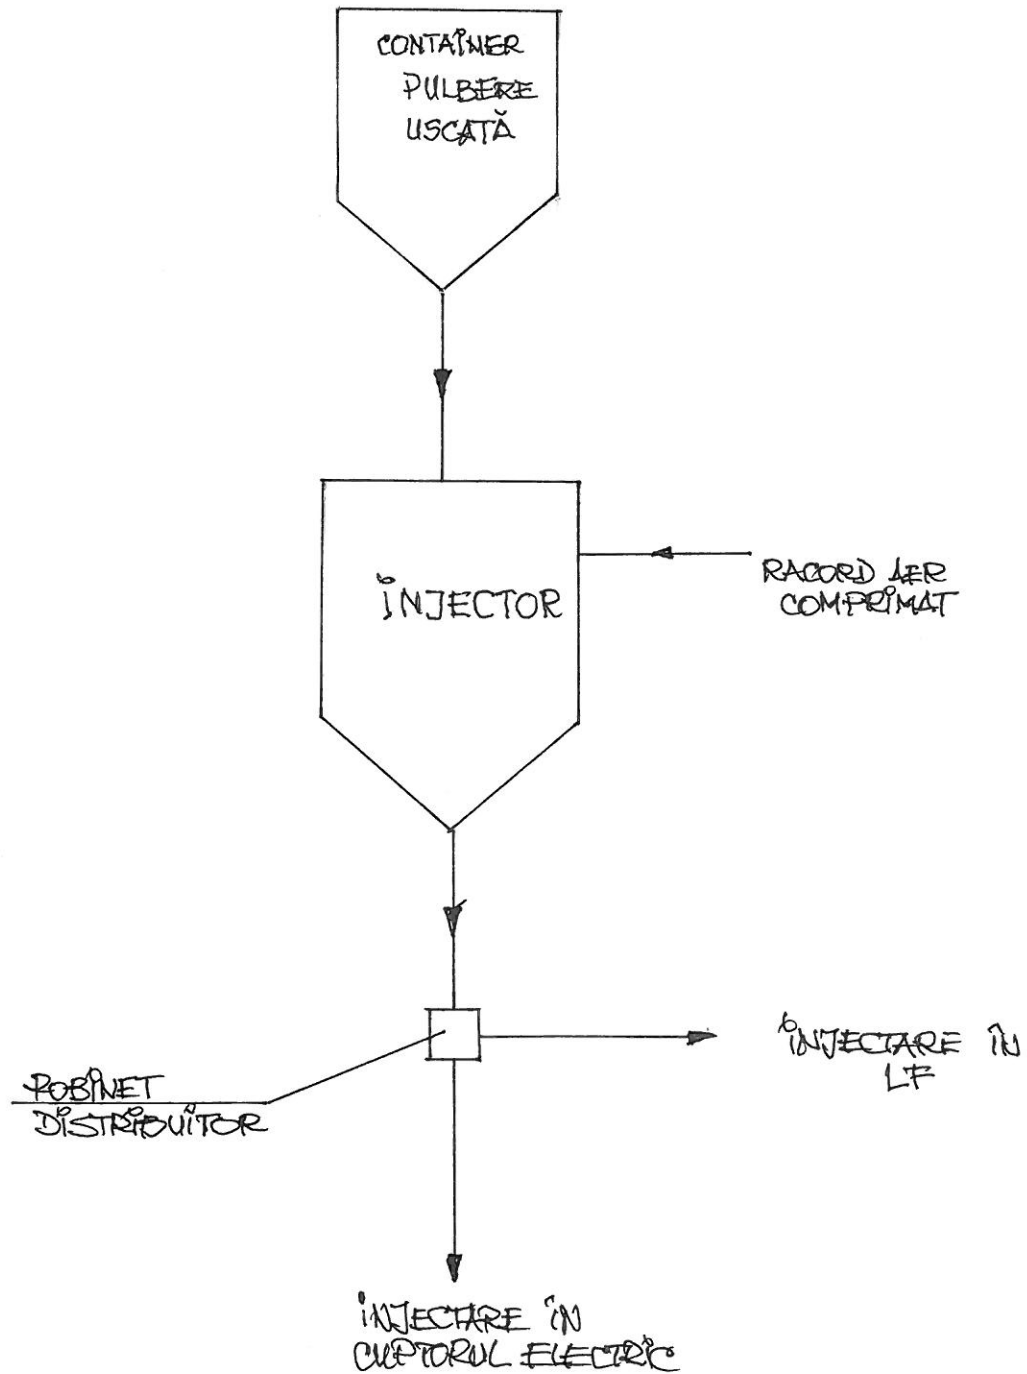 CONTAINER
PULBERE
USCATĂ
INJECTOR
RACORD AER
COMPRIMAT
INJECTARE ÎN
LF
ROBINET
DISTRIBUITOR
INJECTARE ÎN
CUPTORUL ELECTRIC